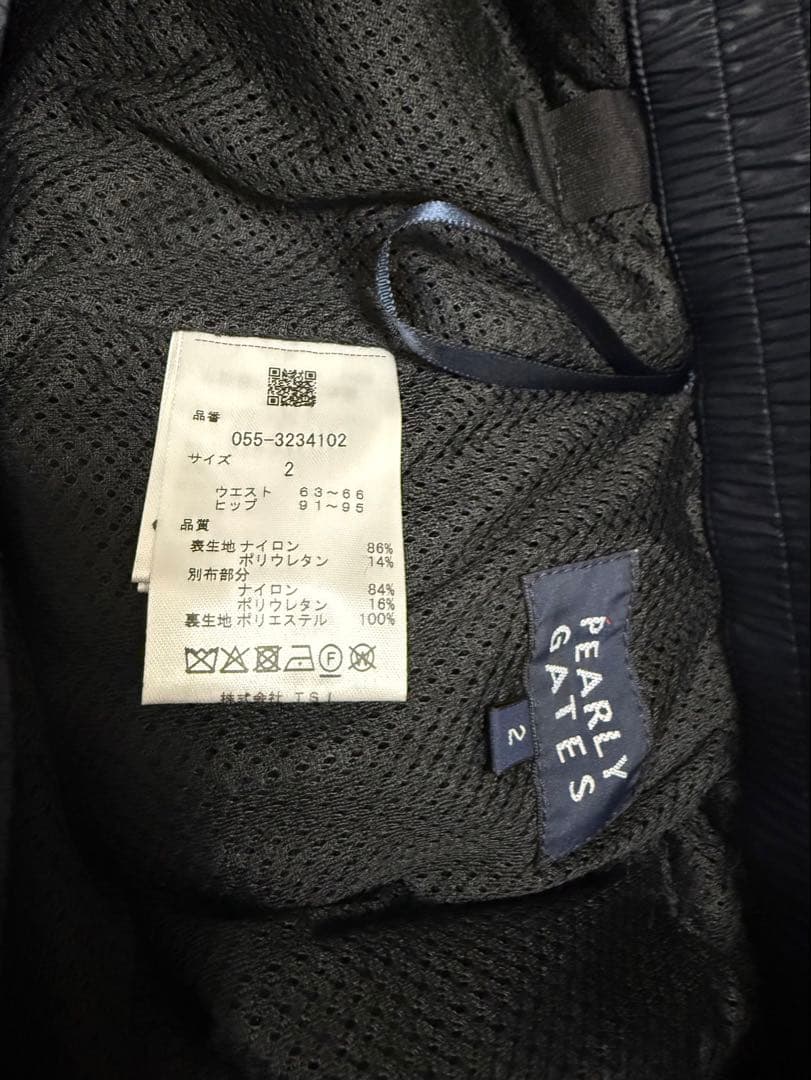 品番
055-3234102
サイズ
2
ウエスト 63～66
ヒップ 91～95
品質
表生地 ナイロン 86%
ポリウレタン 14%
別布部分
ナイロン 84%
ポリウレタン 16%
裏生地 ポリエステル 100%
F W
株式会社 TSI
PEARLY
GATES
2